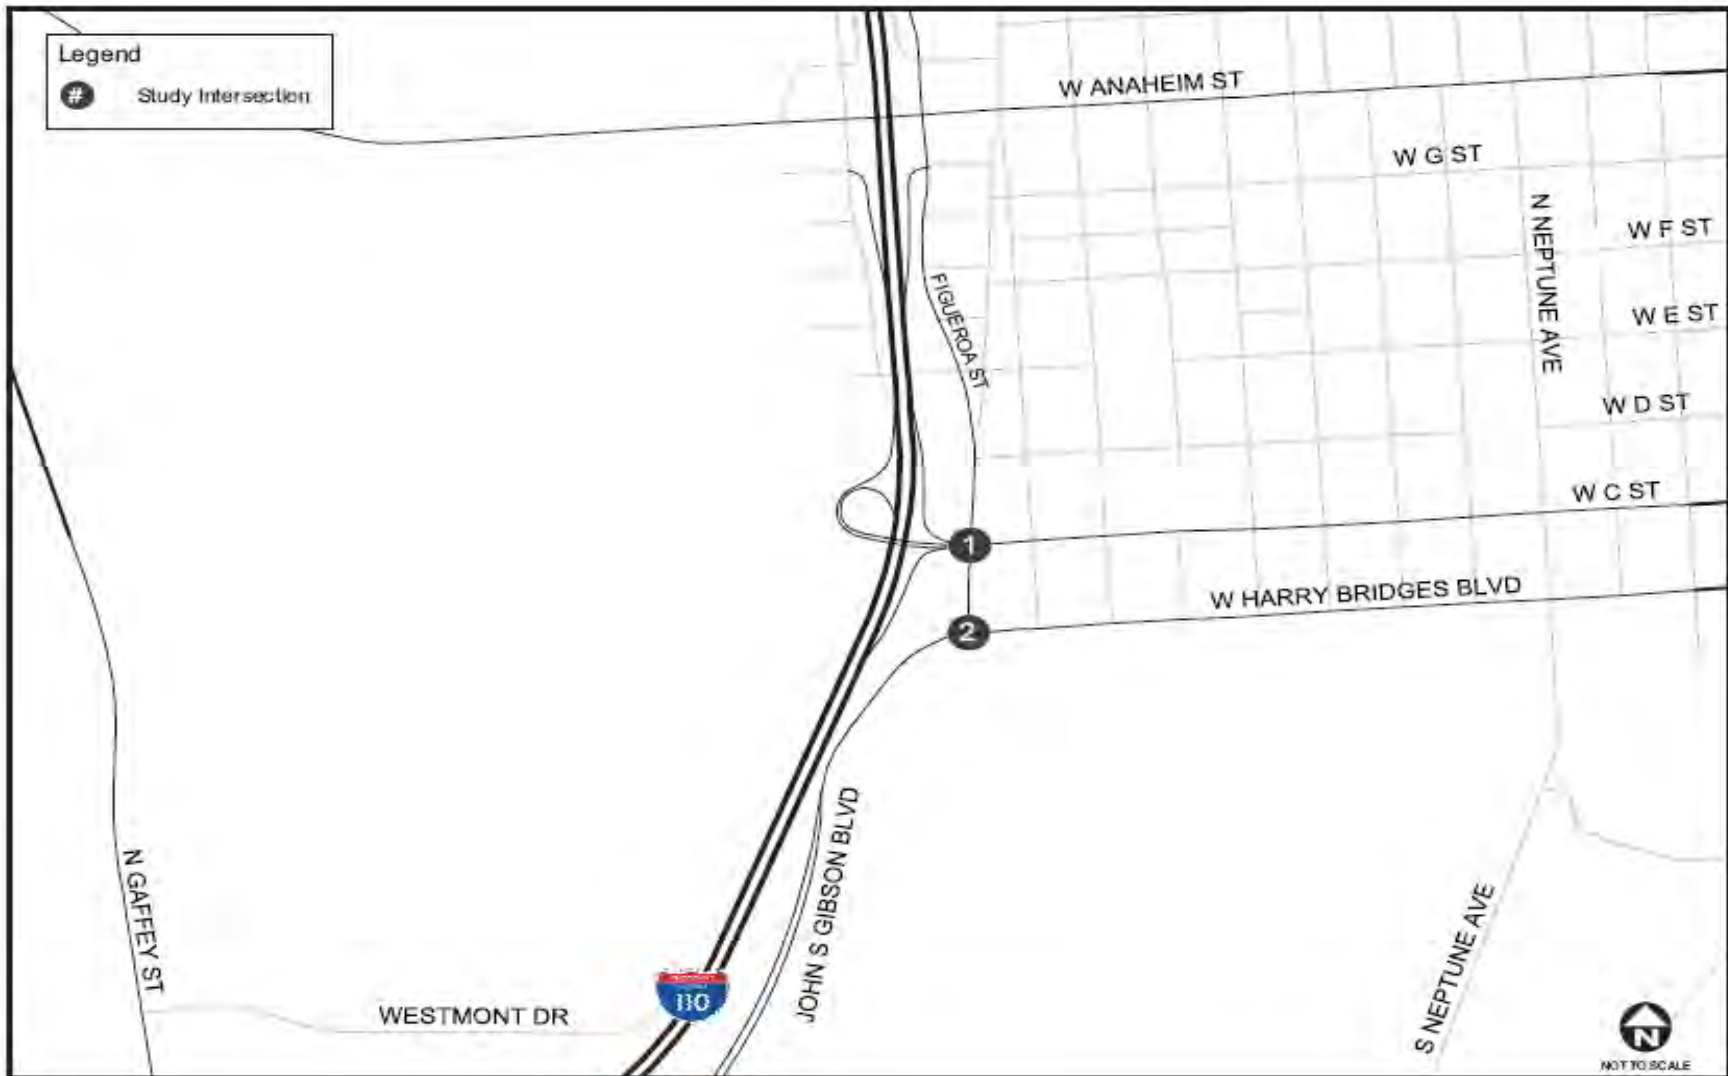 Legend
# Study Intersection
W ANAHEIM ST
W G ST
N NEPTUNE AVE
W F ST
FIGUEROA ST
W E ST
W D ST
W C ST
1
W HARRY BRIDGES BLVD
2
JOHN S GIBSON BLVD
N GAFFEY ST
S NEPTUNE AVE
110
WESTMONT DR
N
NOT TO SCALE